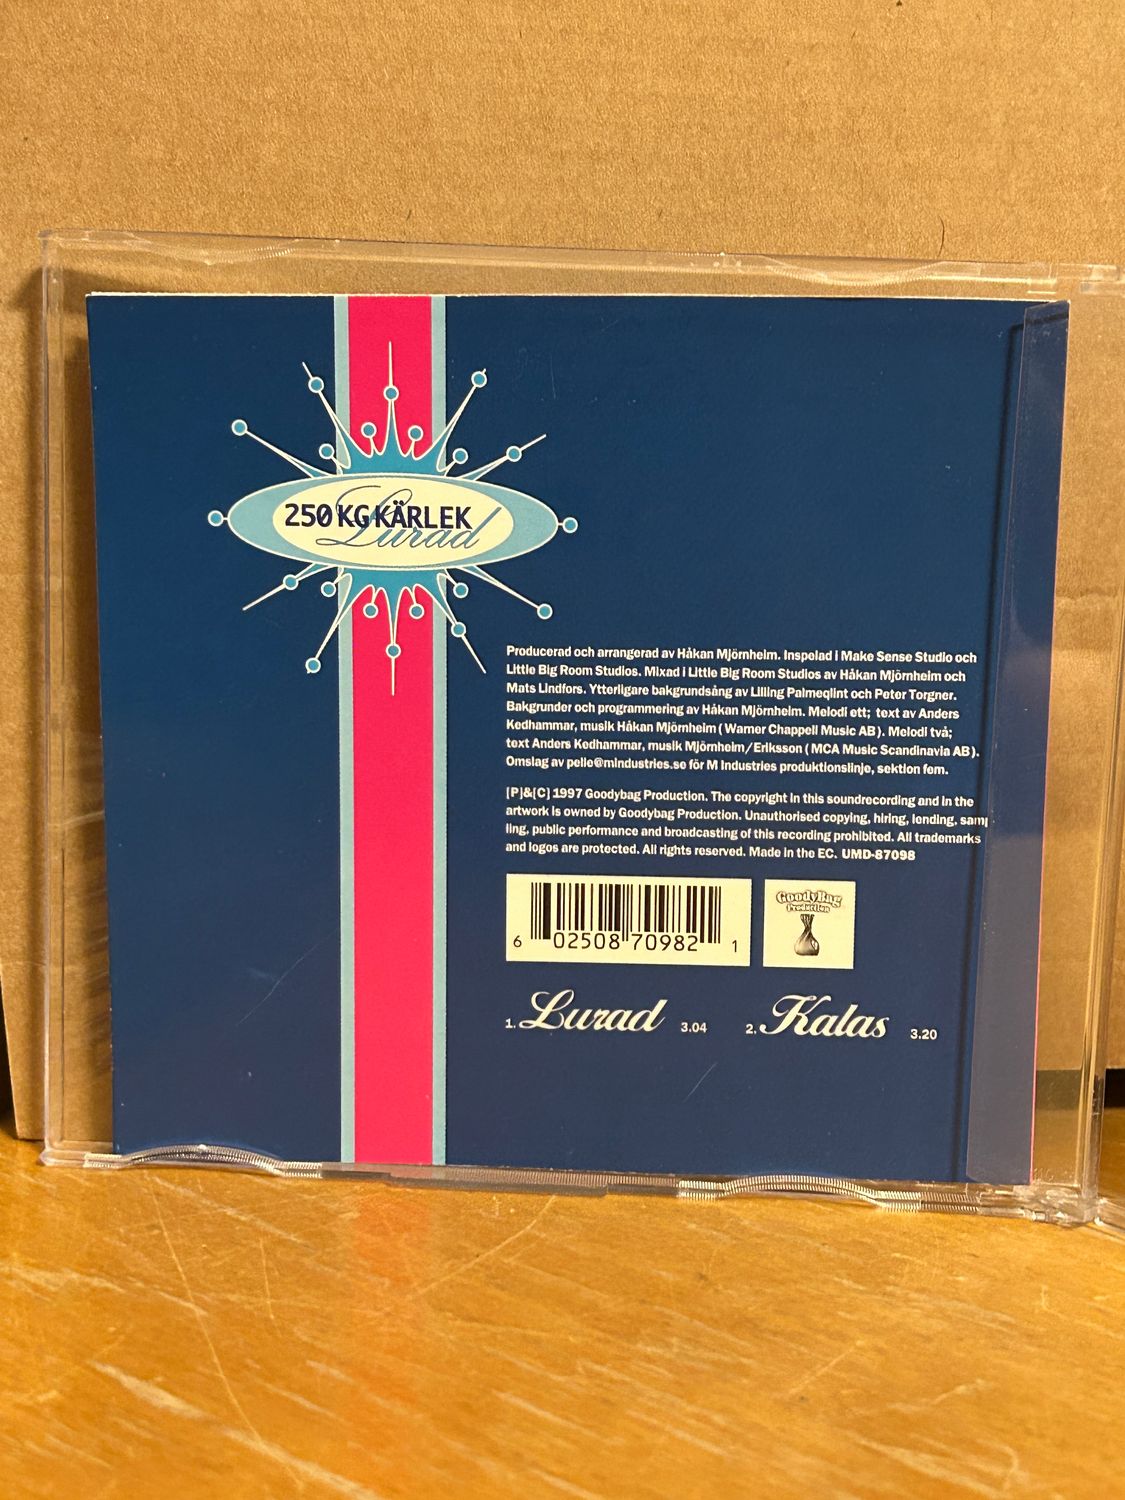 250 KG KÄRLEK
Lurad
Producerad och arrangerad av Håkan Mjörnheim. Inspelad i Make Sense Studio och
Little Big Room Studios. Mixad i Little Big Room Studios av Håkan Mjörnheim och
Mats Lindfors. Ytterligare bakgrundsång av Lilling Palmeqlint och Peter Torgner.
Bakgrunder och programmering av Håkan Mjörnheim. Melodi ett; text av Anders
Kedhammar, musik Håkan Mjörnheim (Warner Chappell Music AB). Melodi två;
text Anders Kedhammar, musik Mjörnheim/Eriksson (MCA Music Scandinavia AB).
Omslag av pelle@mindustries.se för M Industries produktionslinje, sektion fem.
[P]&[C] 1997 Goodybag Production. The copyright in this soundrecording and in the
artwork is owned by Goodybag Production. Unauthorised copying, hiring, lending, samp
ling, public performance and broadcasting of this recording prohibited. All trademarks
and logos are protected. All rights reserved. Made in the EC. UMD-87098
6 02508 70982 1
GoodyBag
Production
1. Lurad 3.04 2. Kalas 3.20